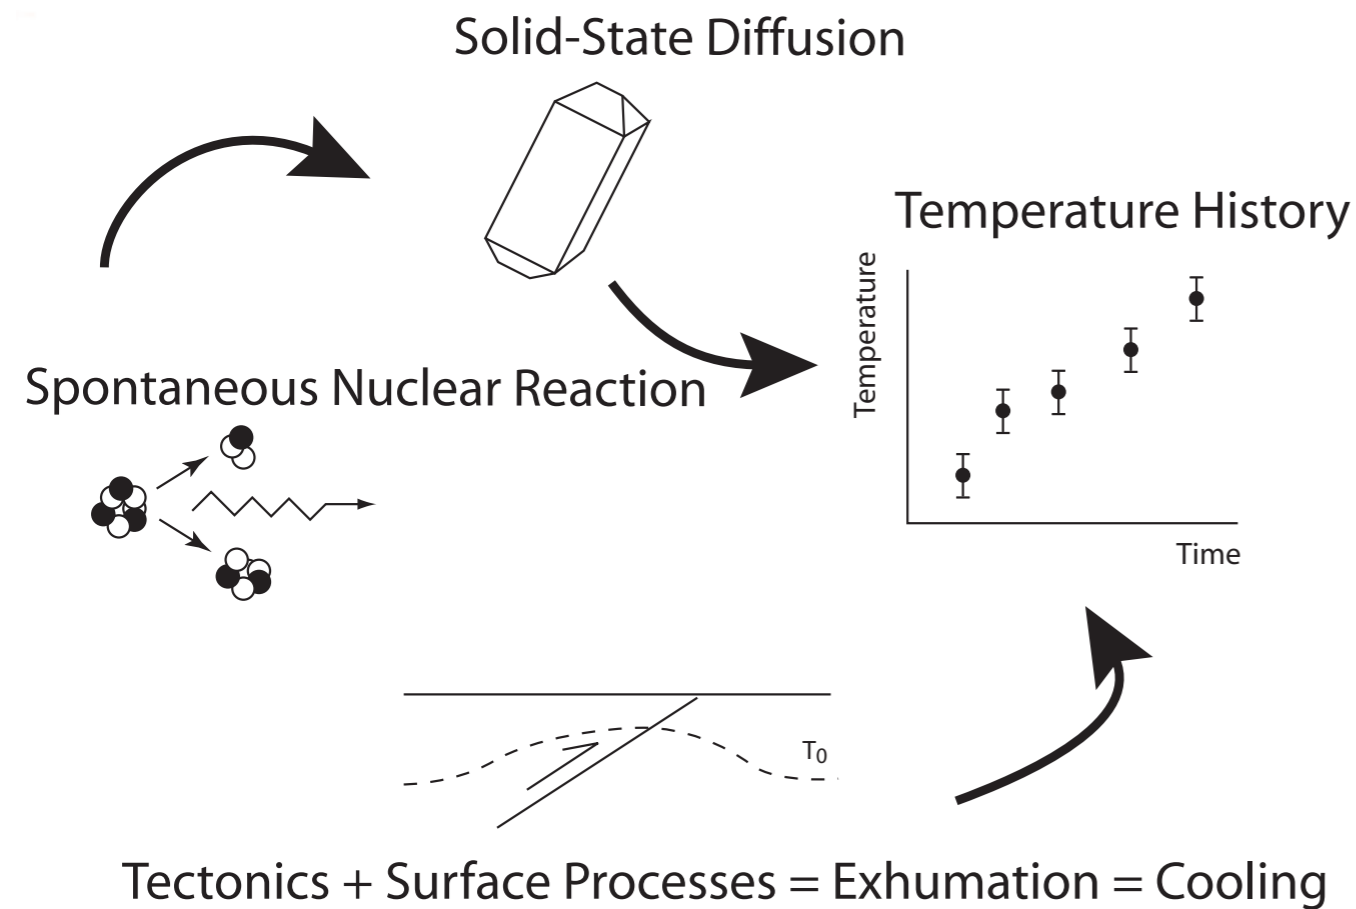 Solid-State Diffusion
Temperature History
Temperature
Spontaneous Nuclear Reaction
Time
T0
Tectonics + Surface Processes = Exhumation = Cooling